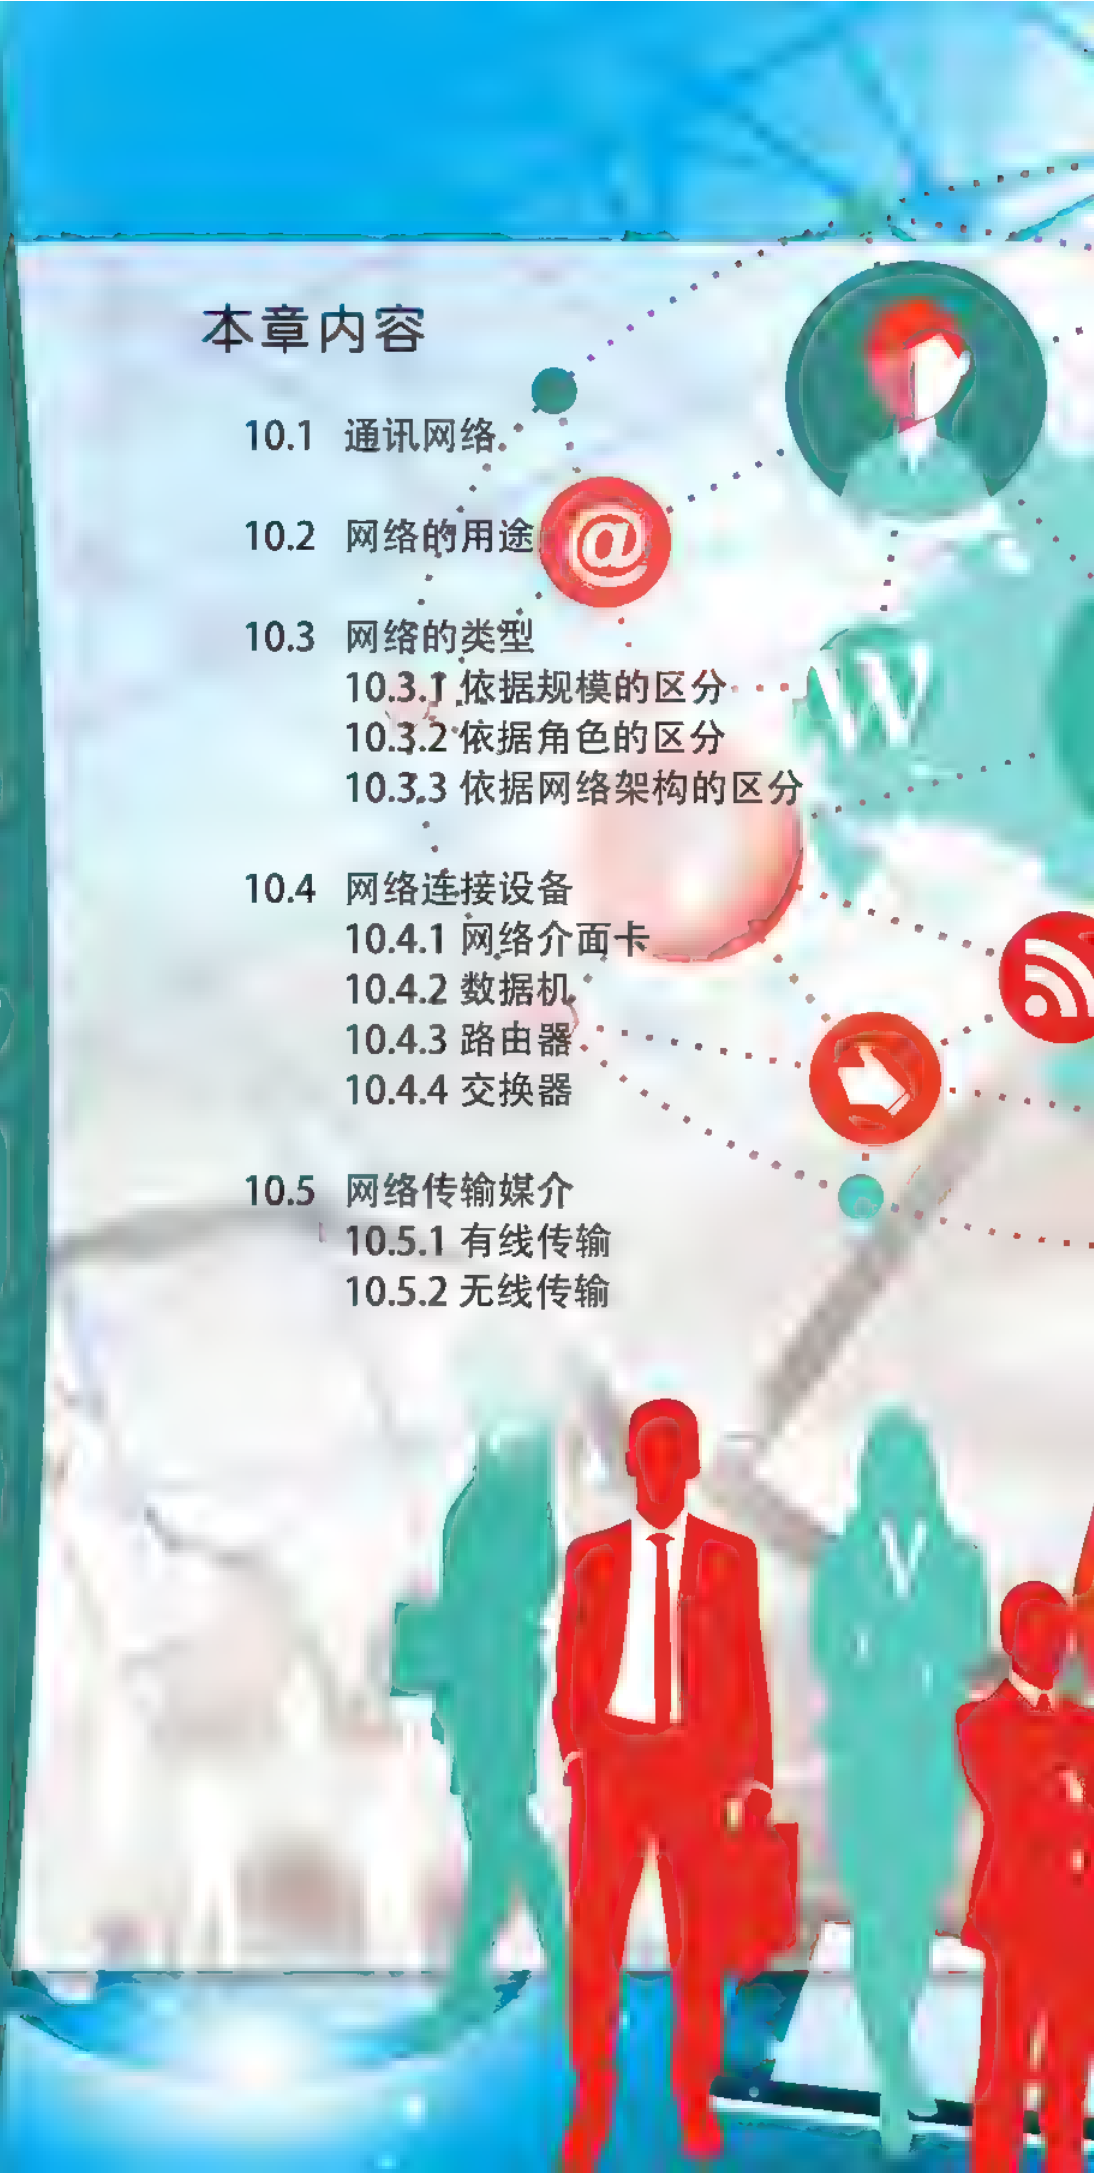 本章内容
10.1 通讯网络
10.2 网络的用途
@
10.3 网络的类型
10.3.1 依据规模的区分
W
10.3.2 依据角色的区分
10.3.3 依据网络架构的区分
10.4 网络连接设备
10.4.1 网络介面卡
10.4.2 数据机
10.4.3 路由器
10.4.4 交换器
10.5 网络传输媒介
10.5.1 有线传输
10.5.2 无线传输